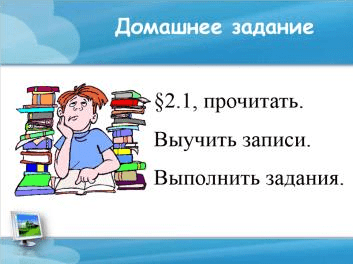 Домашнее задание
§2.1, прочитать.
Выучить записи.
Выполнить задания.